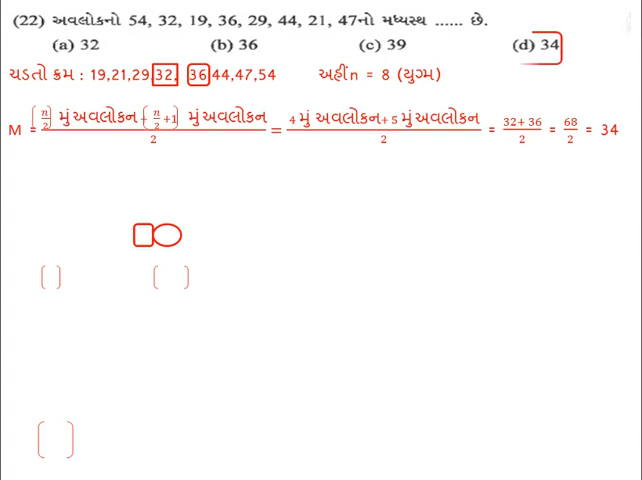 (22) અવલોકનો 54, 32, 19, 36, 29, 44, 21, 47નો મધ્યસ્થ ...... છે.
(a) 32 (b) 36 (c) 39 (d) 34
ચડતો ક્રમ : 19,21,29,32, 36,44,47,54 અહીં n = 8 (યુગ્મ)
M = ((n/2) મું અવલોકન + (n/2 +1) મું અવલોકન)/2 = (4 મું અવલોકન+ 5 મું અવલોકન)/2 = (32+ 36)/2 = 68/2 = 34